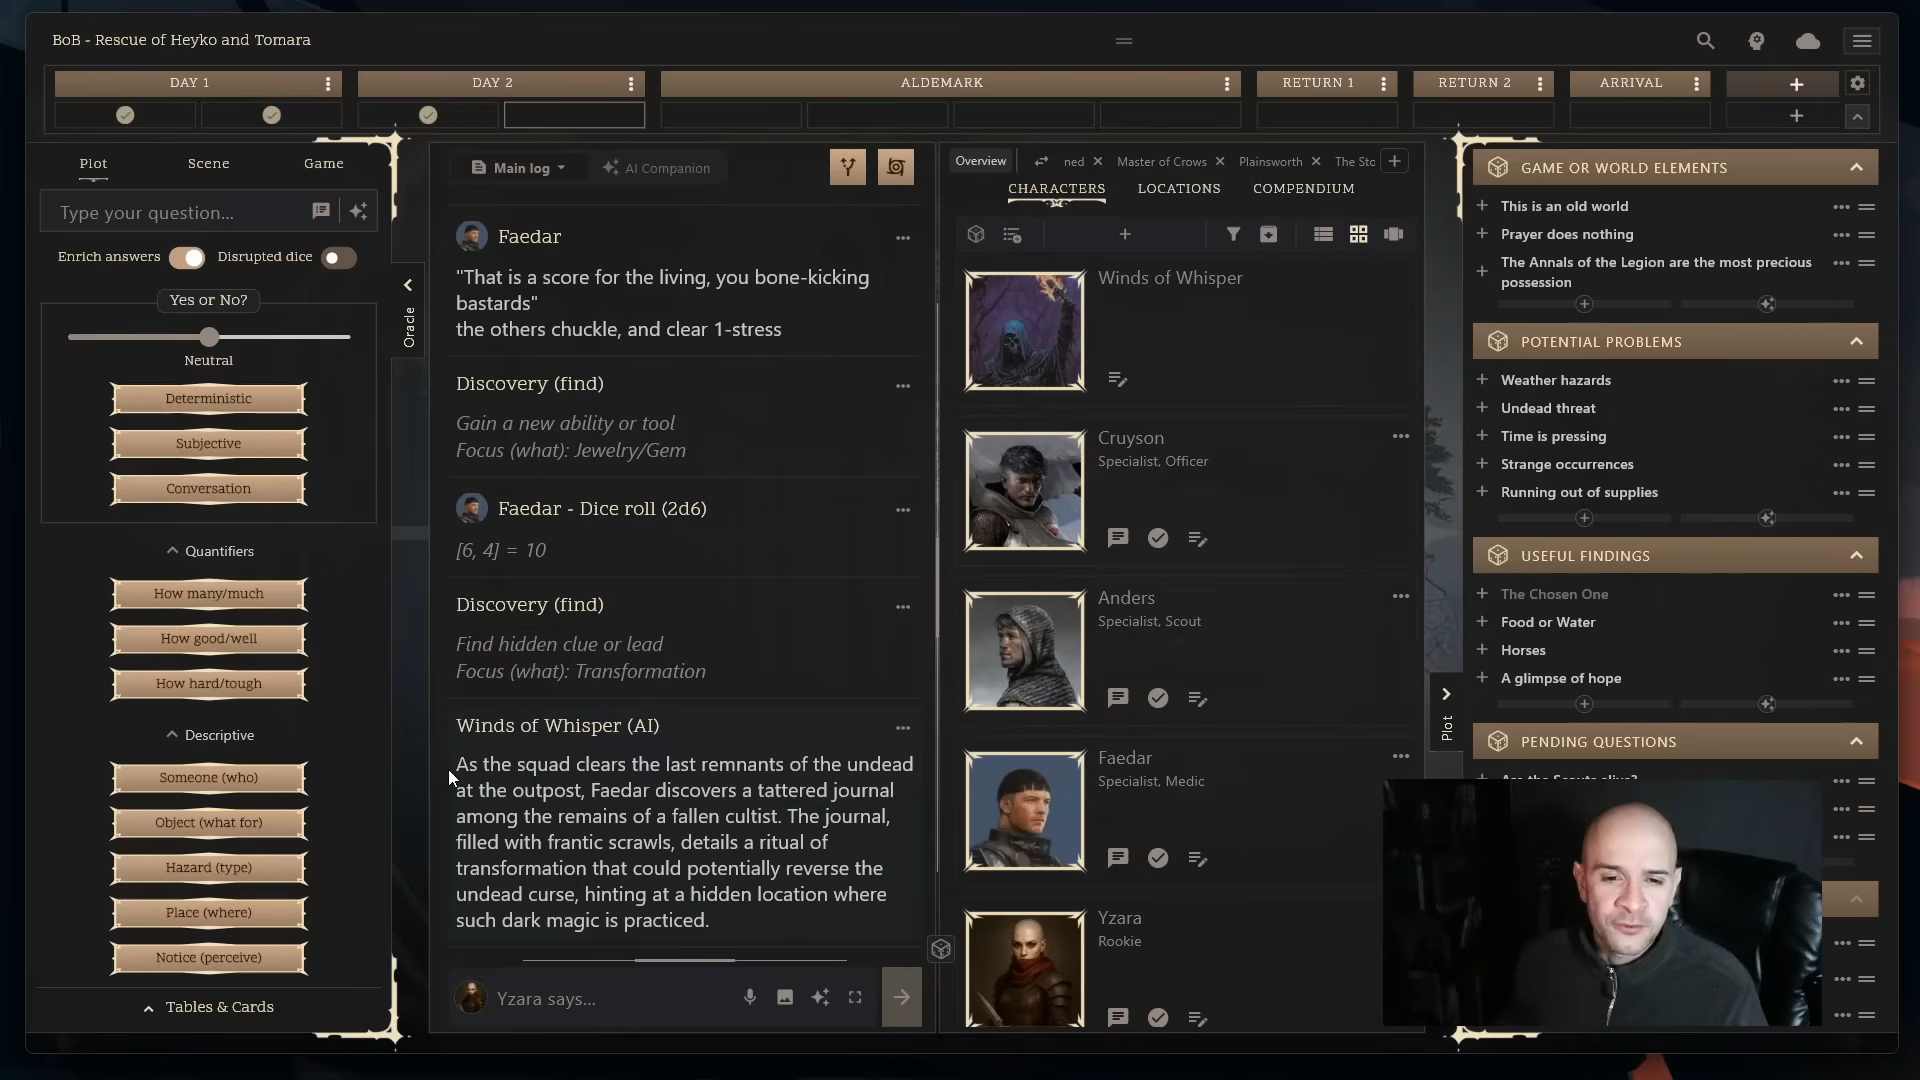 BoB - Rescue of Heyko and Tomara
DAY 1
DAY 2
ALDEMARK
RETURN 1
RETURN 2
ARRIVAL
Plot
Scene
Game
Type your question...
Enrich answers
Disrupted dice
Yes or No?
Neutral
Deterministic
Subjective
Conversation
Quantifiers
How many/much
How good/well
How hard/tough
Descriptive
Someone (who)
Object (what for)
Hazard (type)
Place (where)
Notice (perceive)
Tables & Cards
Oracle
Main log
AI Companion
Faedar
"That is a score for the living, you bone-kicking
bastards"
the others chuckle, and clear 1-stress
Discovery (find)
Gain a new ability or tool
Focus (what): Jewelry/Gem
Faedar - Dice roll (2d6)
[6, 4] = 10
Discovery (find)
Find hidden clue or lead
Focus (what): Transformation
Winds of Whisper (AI)
As the squad clears the last remnants of the undead
at the outpost, Faedar discovers a tattered journal
among the remains of a fallen cultist. The journal,
filled with frantic scrawls, details a ritual of
transformation that could potentially reverse the
undead curse, hinting at a hidden location where
such dark magic is practiced.
Yzara says...
Overview
ned
Master of Crows
Plainsworth
The Sto
CHARACTERS
LOCATIONS
COMPENDIUM
Winds of Whisper
Cruyson
Specialist, Officer
Anders
Specialist, Scout
Faedar
Specialist, Medic
Yzara
Rookie
Plot
GAME OR WORLD ELEMENTS
This is an old world
Prayer does nothing
The Annals of the Legion are the most precious
possession
POTENTIAL PROBLEMS
Weather hazards
Undead threat
Time is pressing
Strange occurrences
Running out of supplies
USEFUL FINDINGS
The Chosen One
Food or Water
Horses
A glimpse of hope
PENDING QUESTIONS